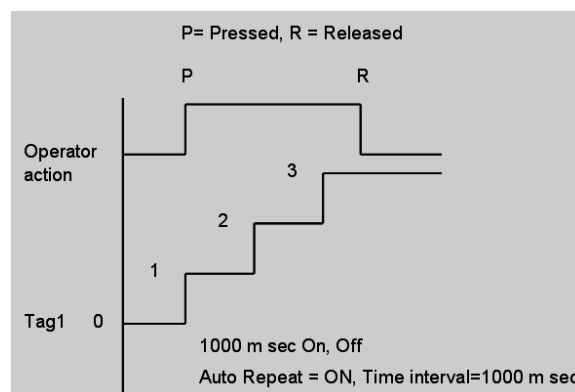 P= Pressed, R = Released
P R
Operator
action
3
2
1
Tag1 0
1000 m sec On, Off
Auto Repeat = ON, Time interval=1000 m sec